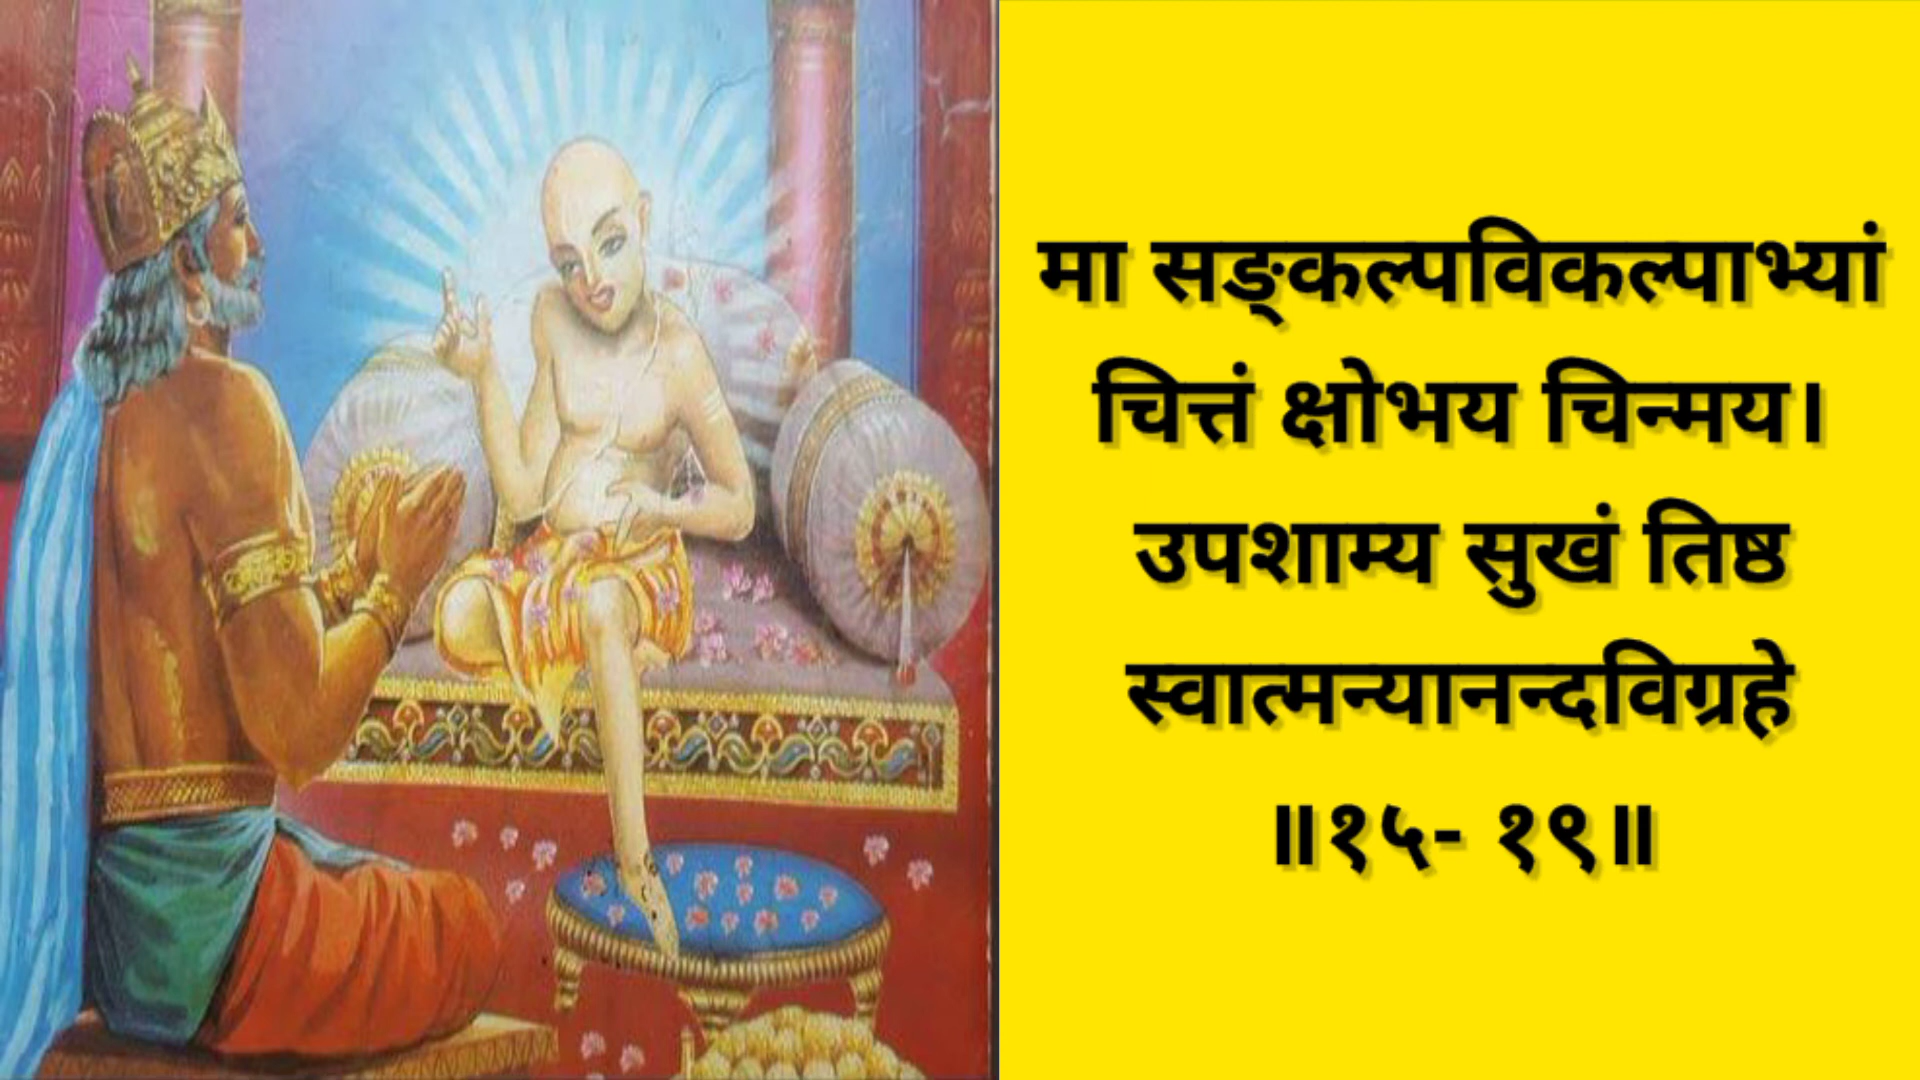 मा सङ्कल्पविकल्पाभ्यां
चित्तं क्षोभय चिन्मय।
उपशाम्य सुखं तिष्ठ
स्वात्मन्यानन्दविग्रहे
॥१५- १९॥